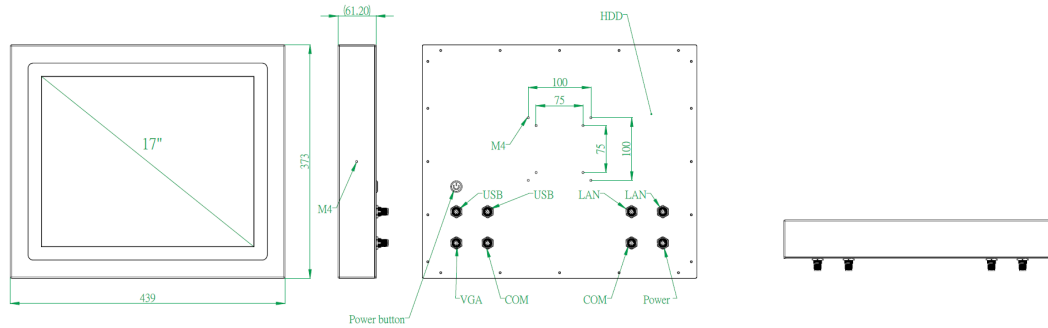 (61.20)
HDD
100
75
17"
M4
75
100
373
M4
USB
USB
LAN
LAN
439
VGA
COM
COM
Power
Power button